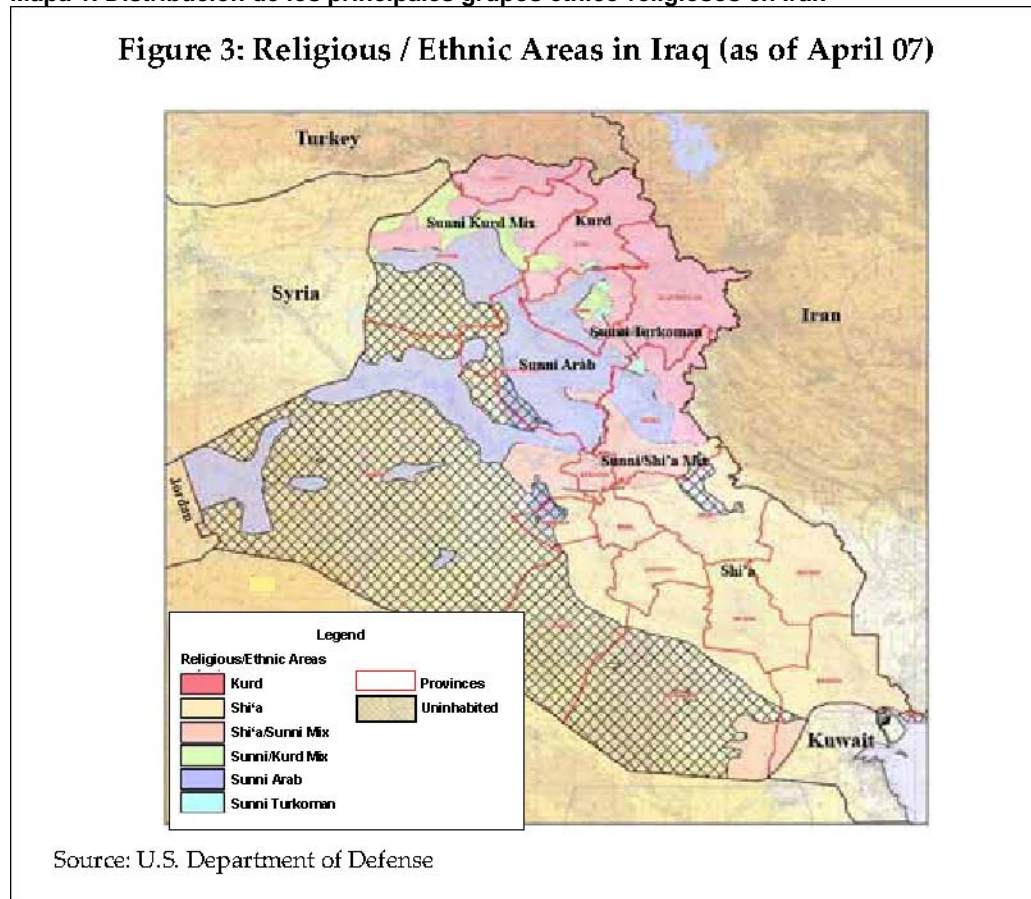 Mapa 1. Distribución de los principales grupos étnico-religiosos en Irak
Figure 3: Religious / Ethnic Areas in Iraq (as of April 07)
Turkey
Sunni Kurd Mix
Kurd
Syria
Iran
Sunni/Turkoman
Sunni Arab
Sunni/Shi'a Mix
Jordan
Shi'a
Kuwait
Legend
Religious/Ethnic Areas
Kurd
Provinces
Shi'a
Uninhabited
Shi'a/Sunni Mix
Sunni/Kurd Mix
Sunni Arab
Sunni Turkoman
Source: U.S. Department of Defense